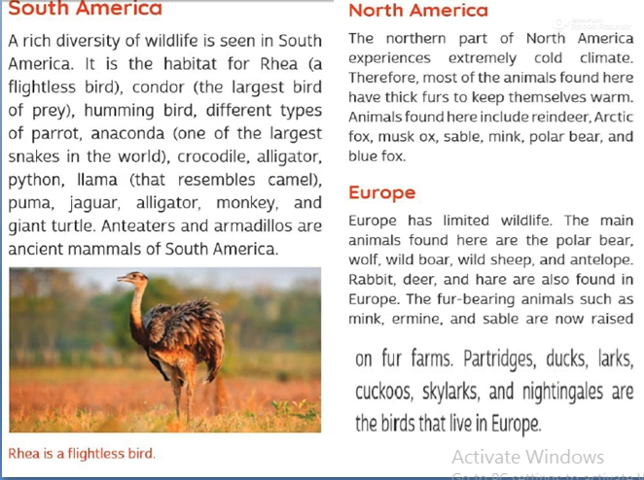 South America
A rich diversity of wildlife is seen in South
America. It is the habitat for Rhea (a
flightless bird), condor (the largest bird
of prey), humming bird, different types
of parrot, anaconda (one of the largest
snakes in the world), crocodile, alligator,
python, llama (that resembles camel),
puma, jaguar, alligator, monkey, and
giant turtle. Anteaters and armadillos are
ancient mammals of South America.
Rhea is a flightless bird.
North America
The northern part of North America
experiences extremely cold climate.
Therefore, most of the animals found here
have thick furs to keep themselves warm.
Animals found here include reindeer, Arctic
fox, musk ox, sable, mink, polar bear, and
blue fox.
Europe
Europe has limited wildlife. The main
animals found here are the polar bear,
wolf, wild boar, wild sheep, and antelope.
Rabbit, deer, and hare are also found in
Europe. The fur-bearing animals such as
mink, ermine, and sable are now raised
on fur farms. Partridges, ducks, larks,
cuckoos, skylarks, and nightingales are
the birds that live in Europe.
Activate Windows
Go to PC settings to activate